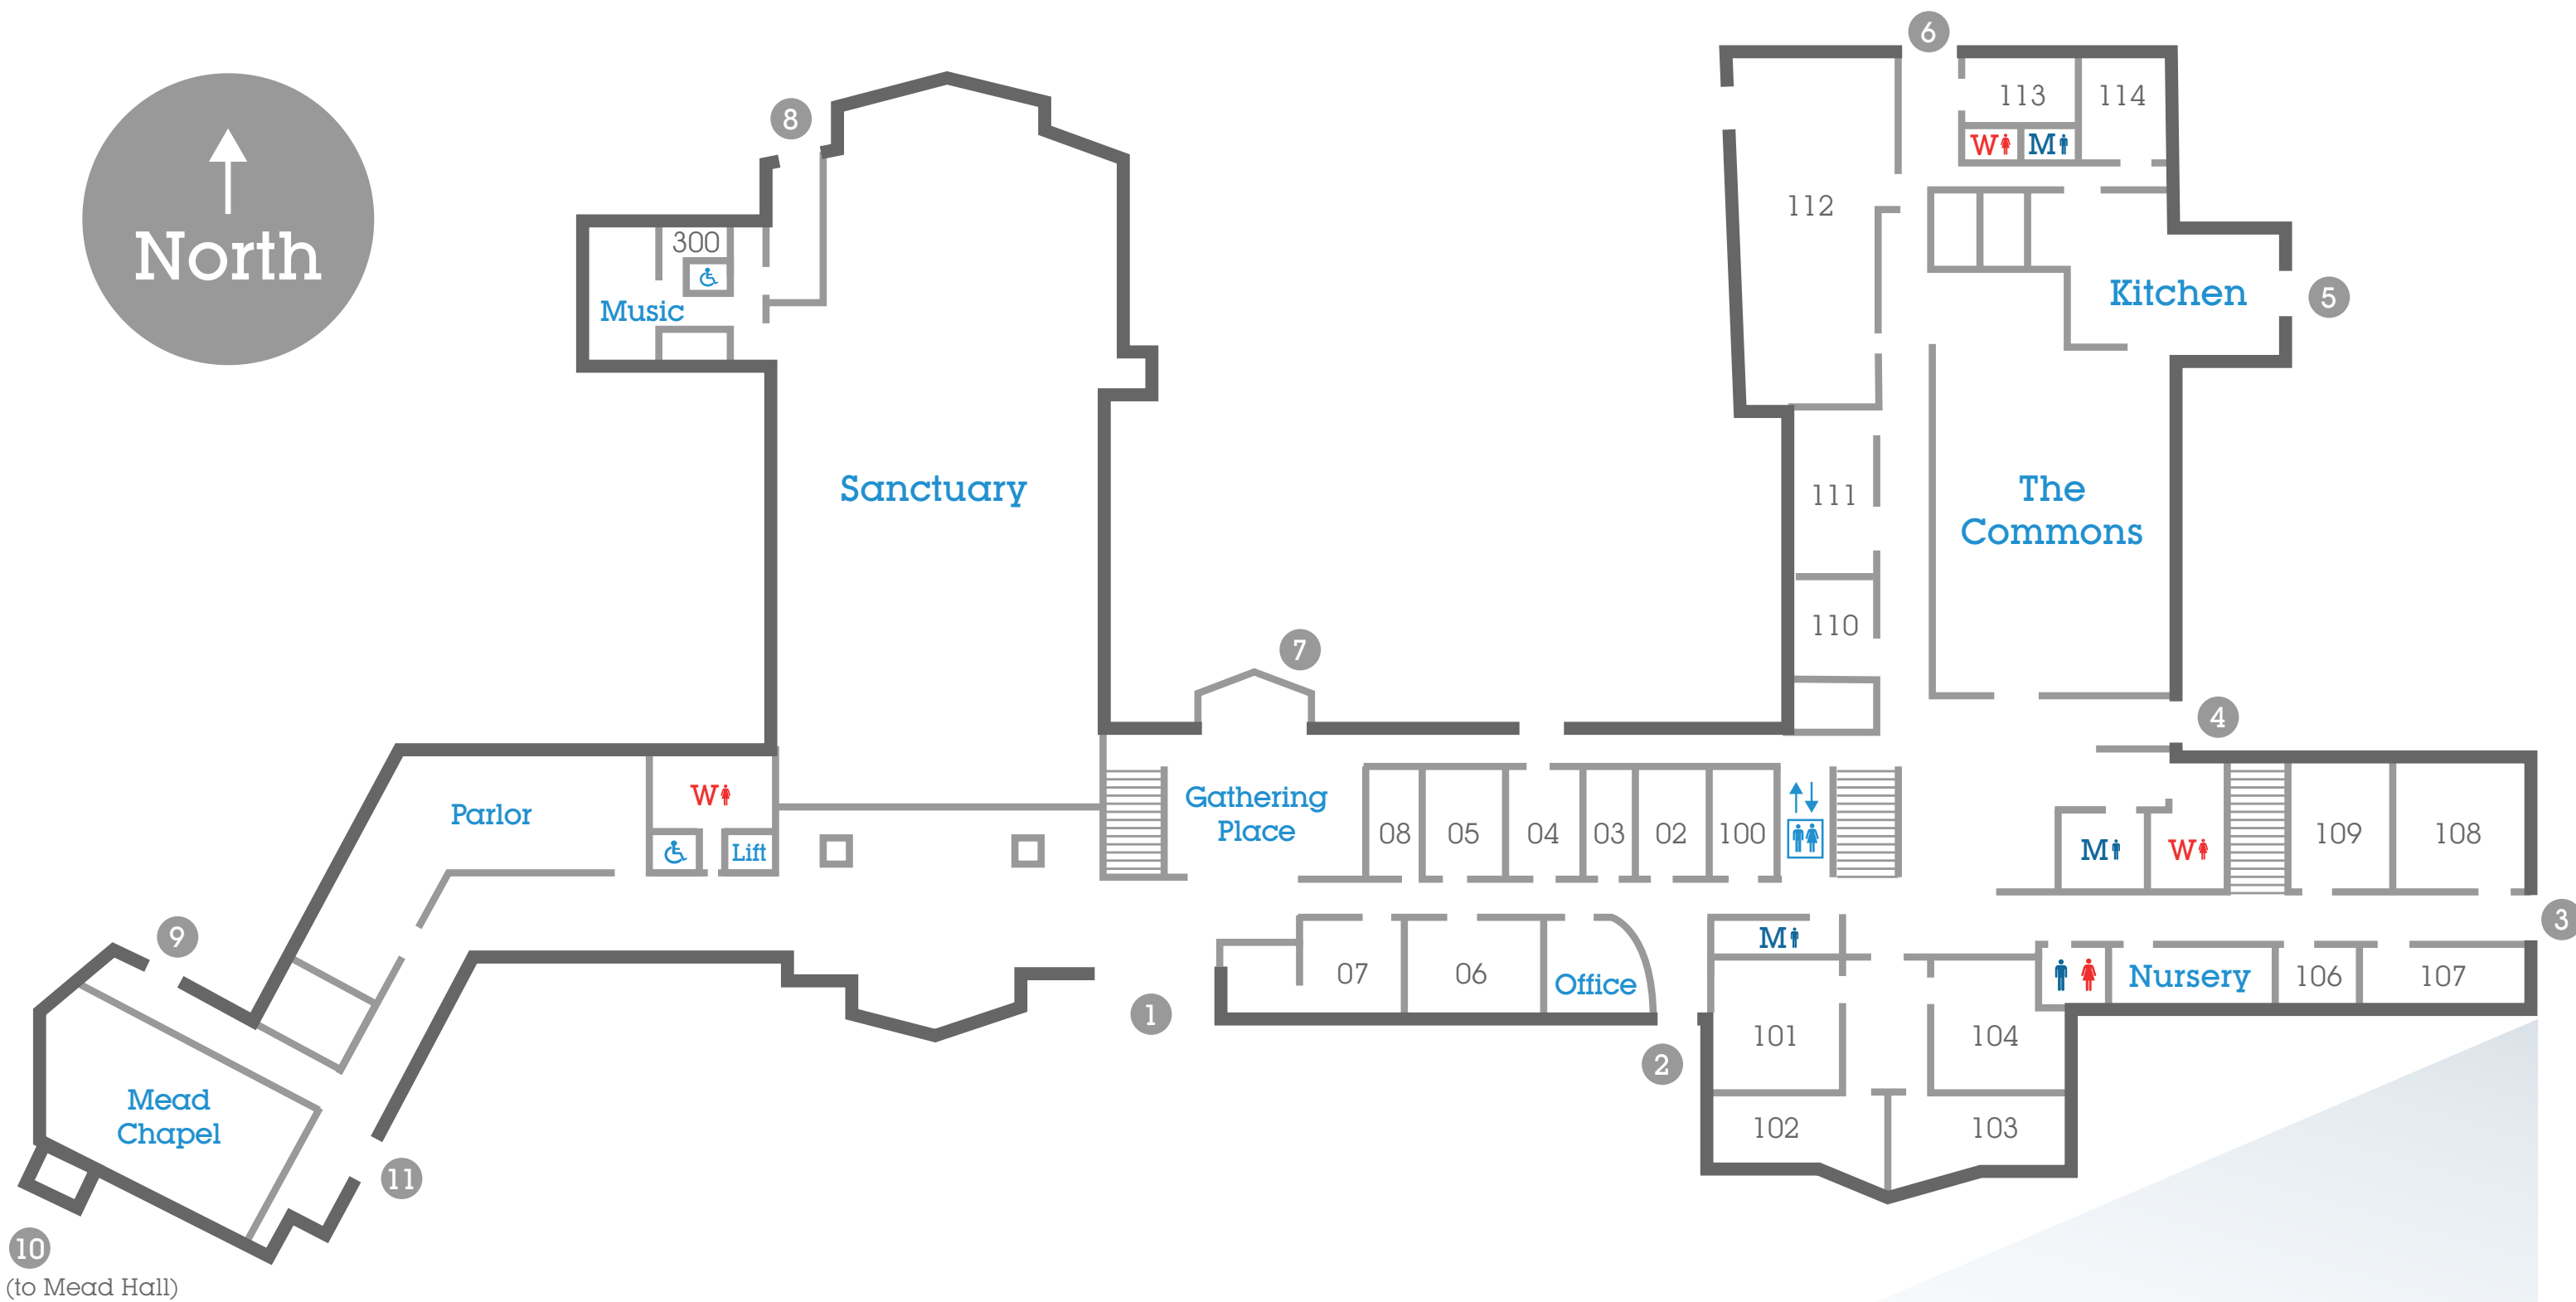 North
6
8
113
114
W
M
112
300
Music
Kitchen
5
Sanctuary
The
Commons
111
110
7
4
Parlor
W
Lift
Gathering
Place
08
05
04
03
02
100
M
W
109
108
9
3
M
07
06
Office
Nursery
106
107
1
2
101
104
102
103
Mead
Chapel
11
10
(to Mead Hall)